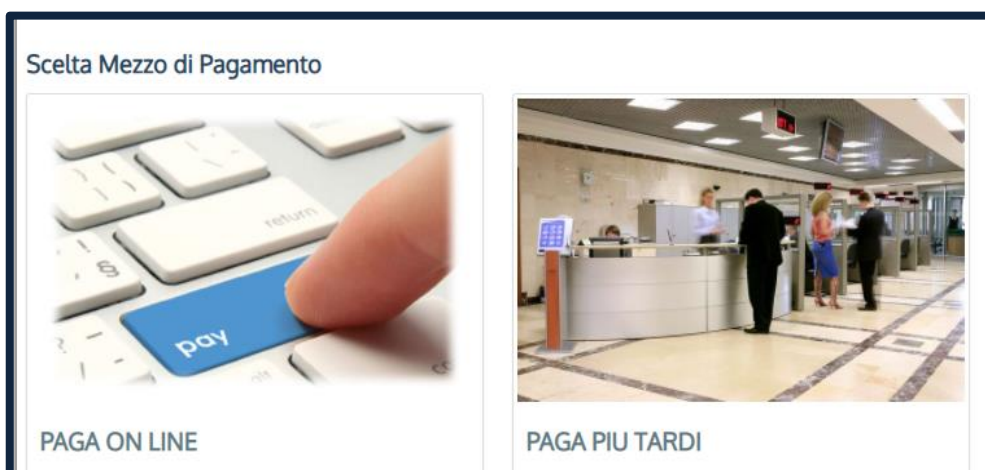 Scelta Mezzo di Pagamento
return
§
pay
PAGA ON LINE
PAGA PIU TARDI